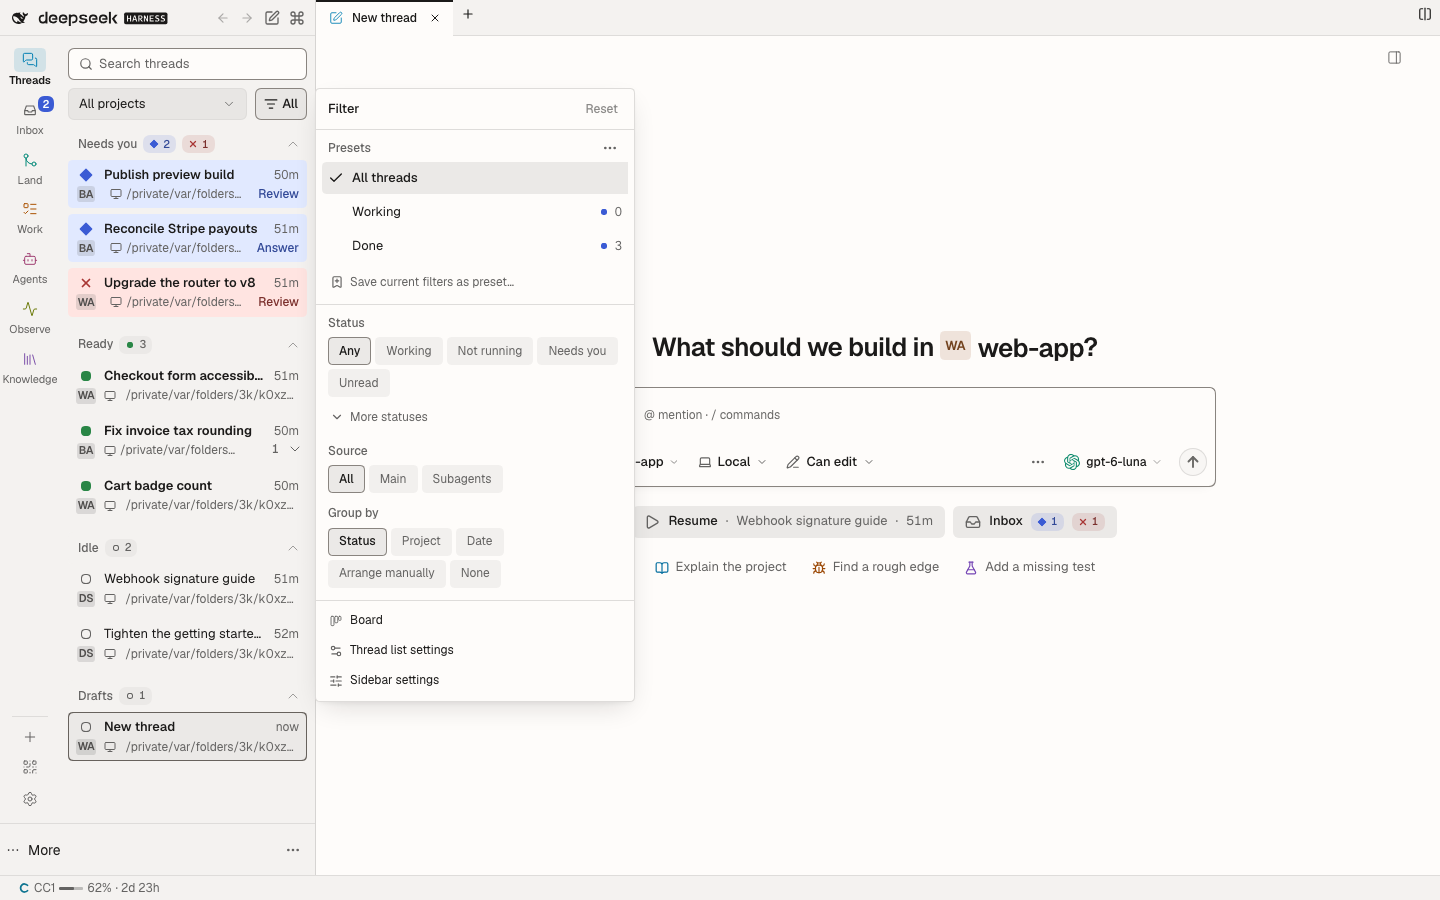 deepseek HARNESS
New thread
Threads
2
Inbox
Land
Work
Agents
Observe
Knowledge
Search threads
All projects
All
Needs you 2 1
Publish preview build 50m
BA /private/var/folders... Review
Reconcile Stripe payouts 51m
BA /private/var/folders... Answer
Upgrade the router to v8 51m
WA /private/var/folders... Review
Ready 3
Checkout form accessib... 51m
WA /private/var/folders/3k/k0xz...
Fix invoice tax rounding 50m
BA /private/var/folders... 1
Cart badge count 50m
WA /private/var/folders/3k/k0xz...
Idle 2
Webhook signature guide 51m
DS /private/var/folders/3k/k0xz...
Tighten the getting starte... 52m
DS /private/var/folders/3k/k0xz...
Drafts 1
New thread now
WA /private/var/folders/3k/k0xz...
... More ...
CC1 62% · 2d 23h
Filter Reset
Presets ...
All threads
Working 0
Done 3
Save current filters as preset...
Status
Any Working Not running Needs you
Unread
More statuses
Source
All Main Subagents
Group by
Status Project Date
Arrange manually None
Board
Thread list settings
Sidebar settings
What should we build in WA web-app?
@ mention · / commands
-app Local Can edit ... gpt-6-luna
Resume · Webhook signature guide · 51m Inbox 1 1
Explain the project Find a rough edge Add a missing test